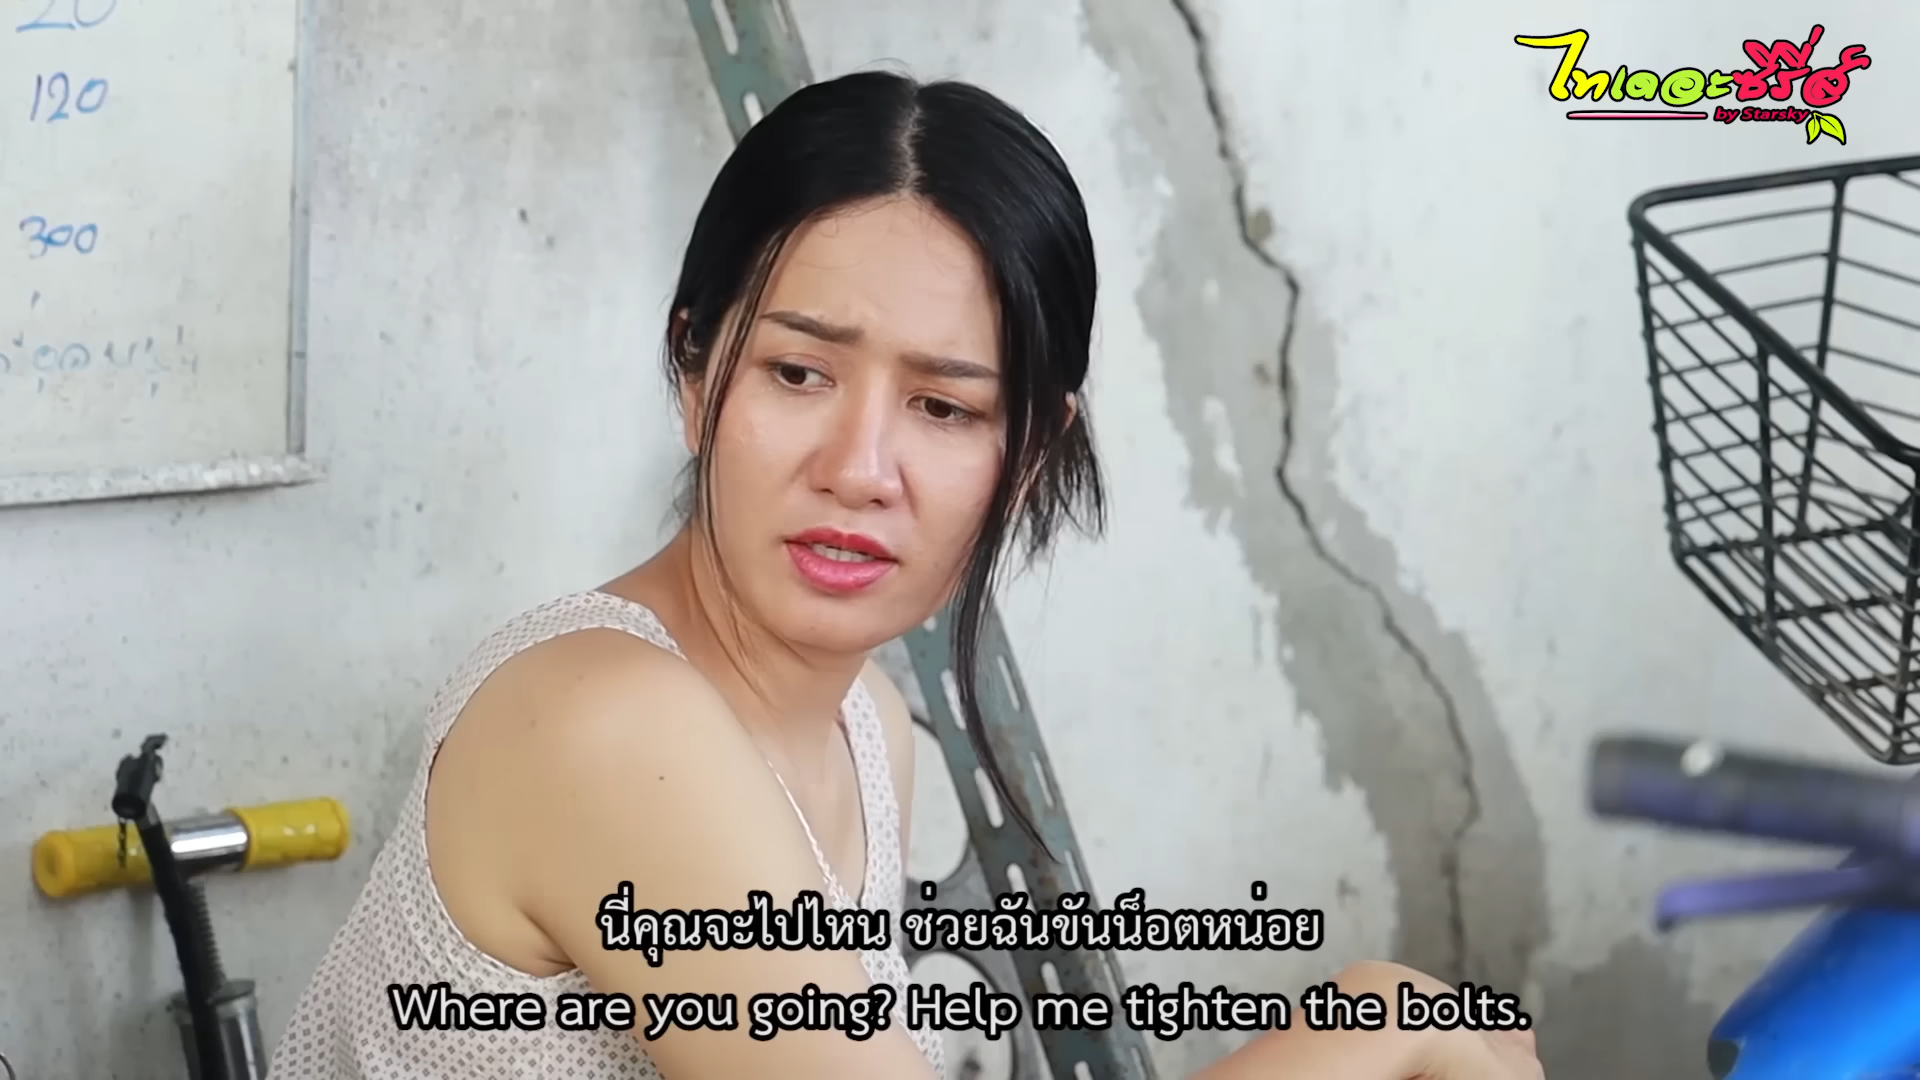 20
120
300
ไทเดอะซีรี่ส์
by Starsky
นี่คุณจะไปไหน ช่วยฉันขันน็อตหน่อย
Where are you going? Help me tighten the bolts.